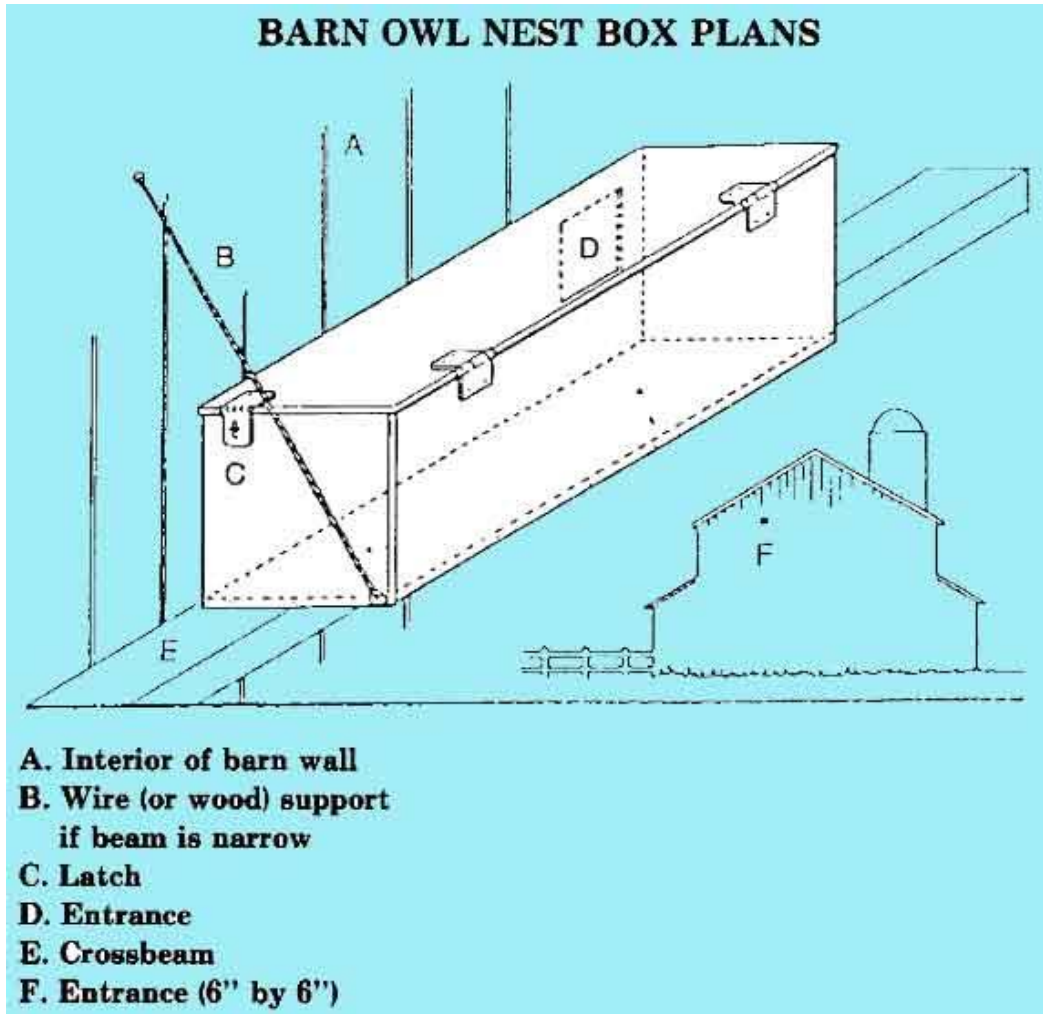 BARN OWL NEST BOX PLANS
A
B
D
C
F
E
A. Interior of barn wall
B. Wire (or wood) support
if beam is narrow
C. Latch
D. Entrance
E. Crossbeam
F. Entrance (6" by 6")